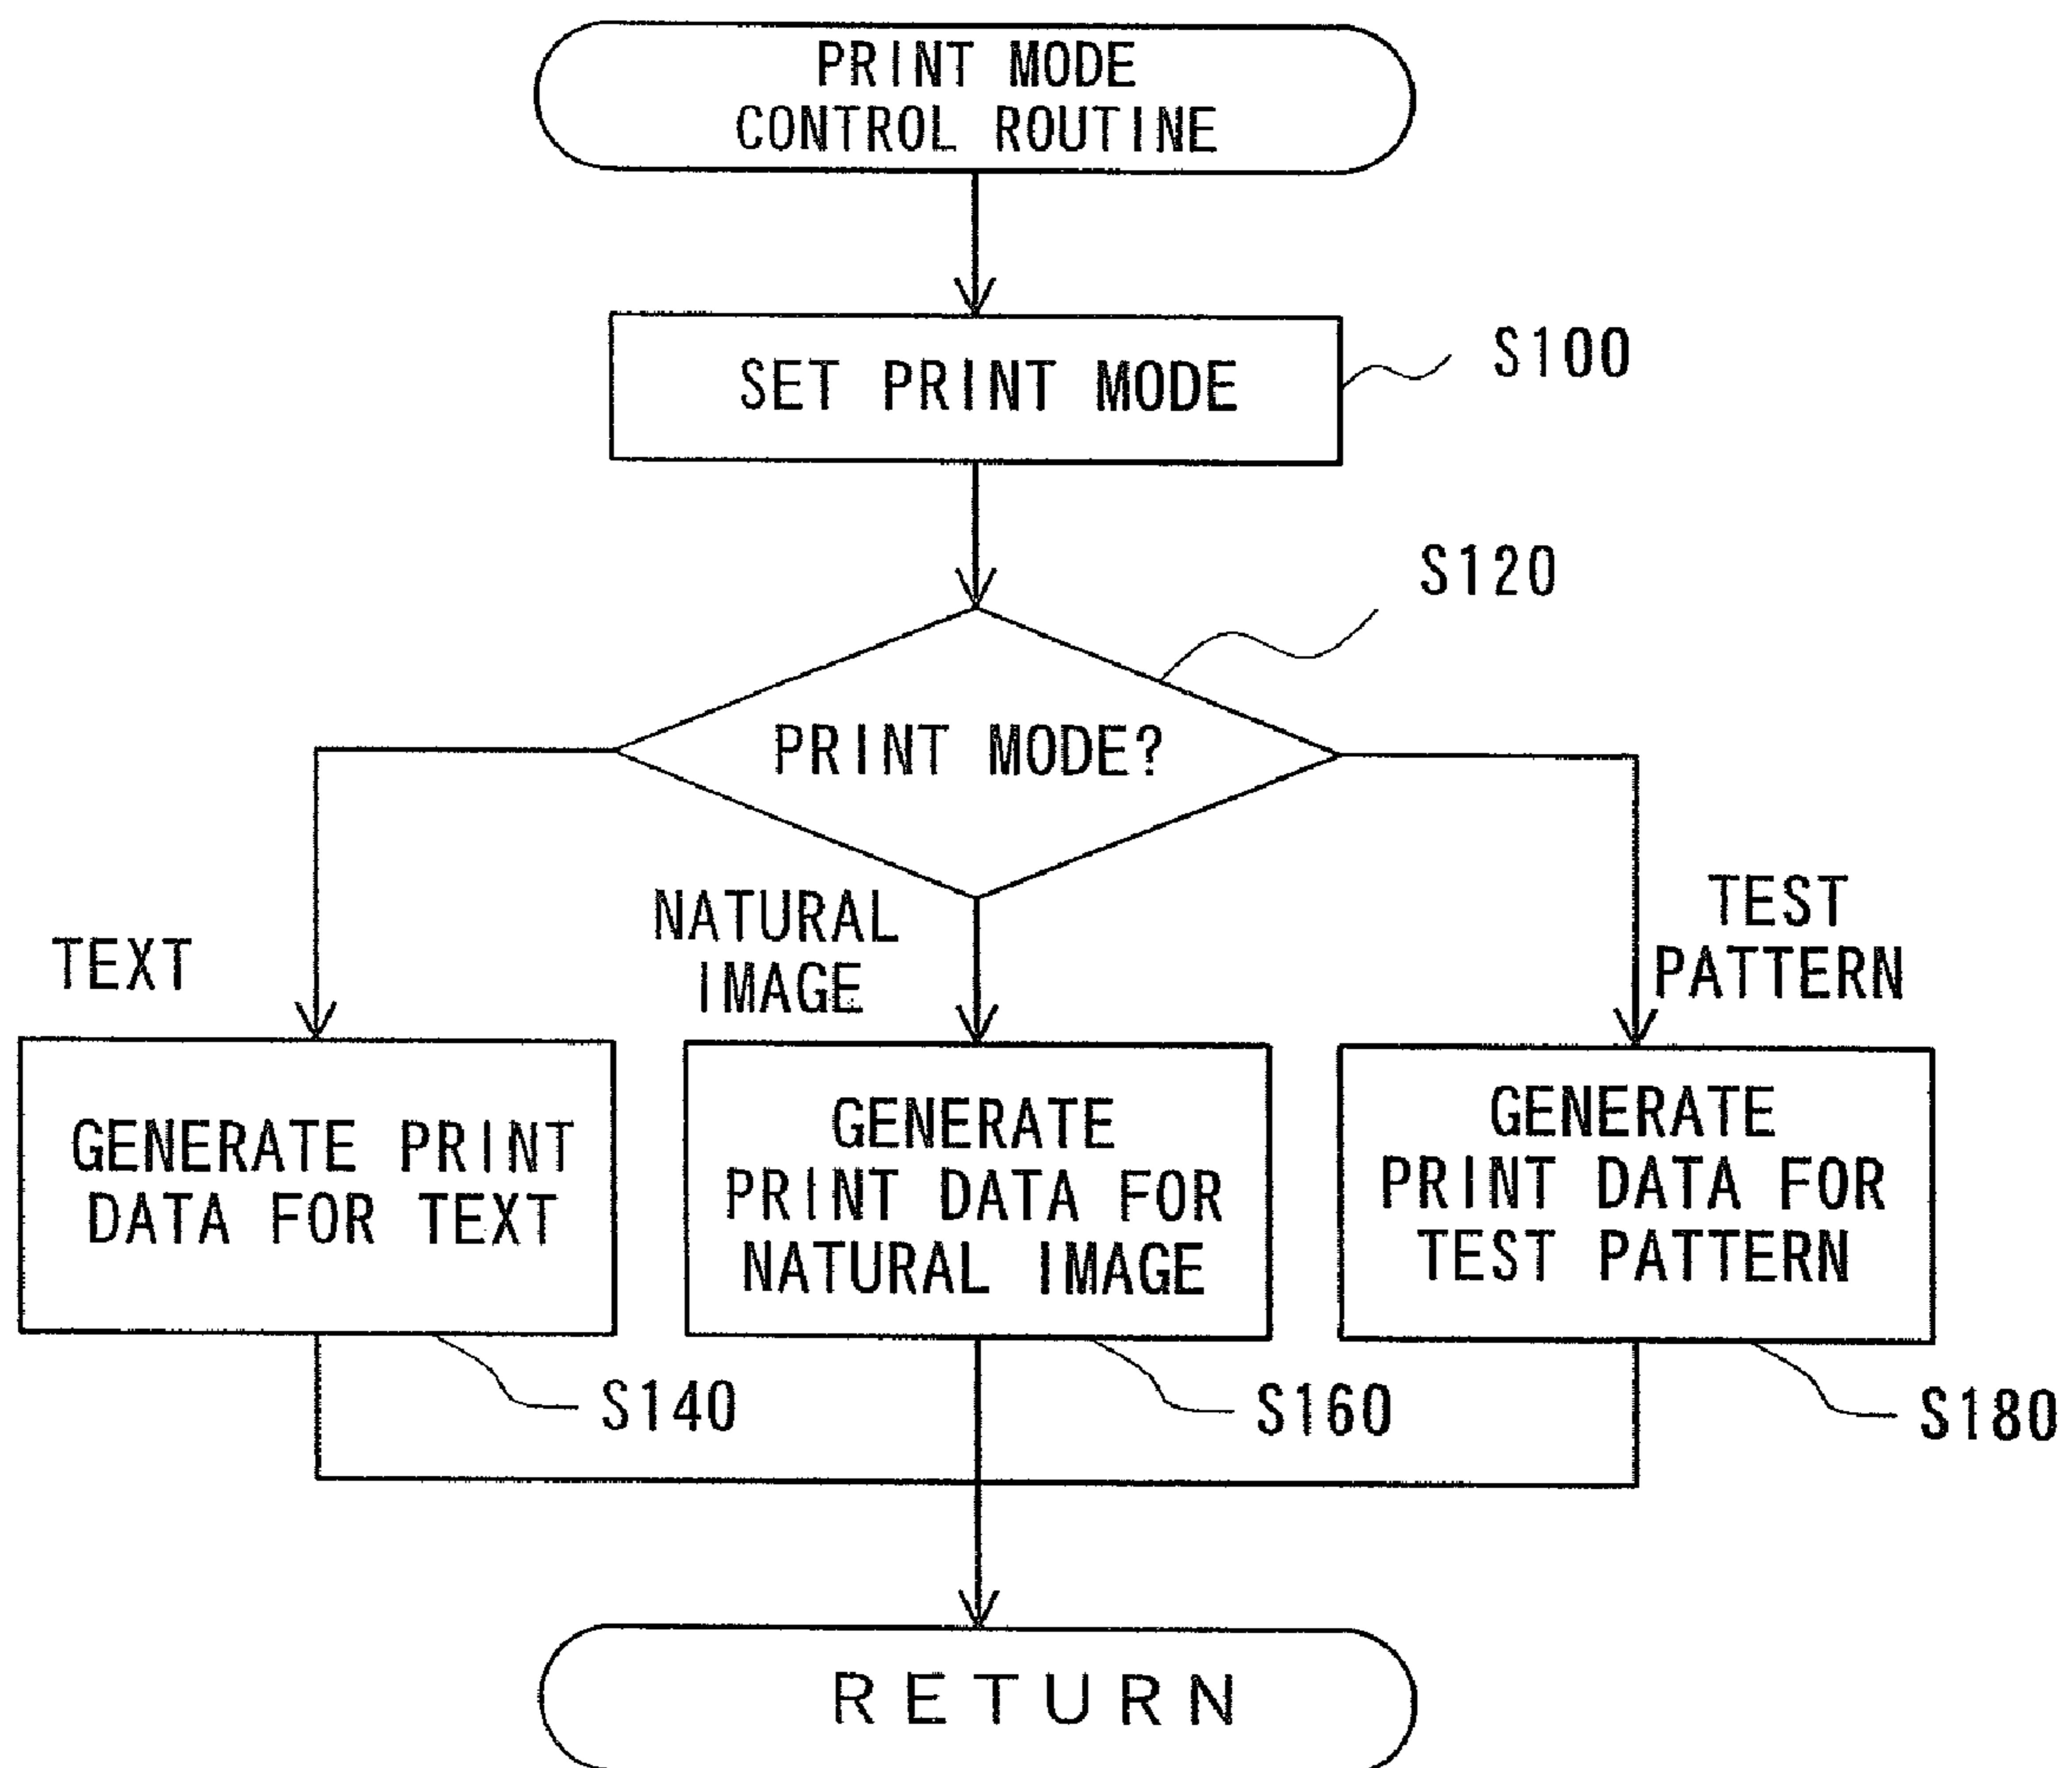 PRINT MODE
CONTROL ROUTINE
SET PRINT MODE
S100
S120
PRINT MODE?
TEXT
NATURAL
IMAGE
TEST
PATTERN
GENERATE PRINT
DATA FOR TEXT
GENERATE
PRINT DATA FOR
NATURAL IMAGE
GENERATE
PRINT DATA FOR
TEST PATTERN
S140
S160
S180
RETURN